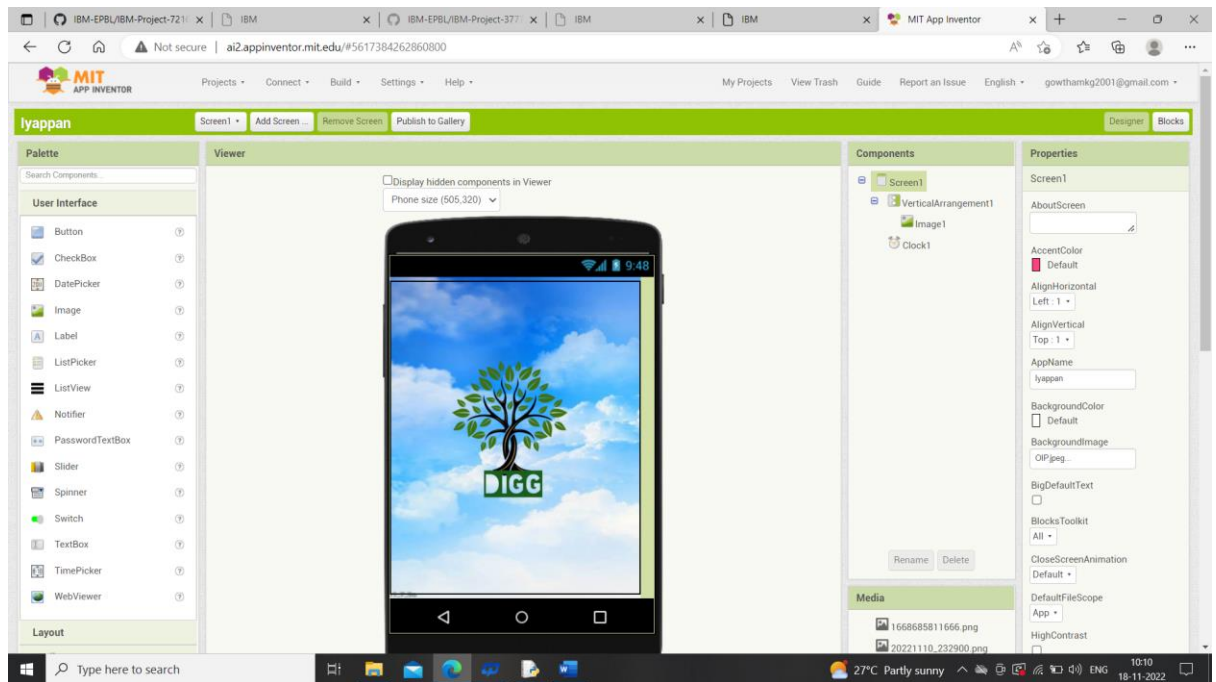 IBM-EPBL/IBM-Project-721
IBM
IBM-EPBL/IBM-Project-377
IBM
IBM
MIT App Inventor
Not secure | ai2.appinventor.mit.edu/#5617384262860800
MIT
APP INVENTOR
Projects Connect Build Settings Help
My Projects View Trash Guide Report an Issue English gowthamkg2001@gmail.com
Iyappan
Screen1 Add Screen ... Remove Screen Publish to Gallery
Designer Blocks
Palette
Search Components...
User Interface
Button
CheckBox
DatePicker
Image
Label
ListPicker
ListView
Notifier
PasswordTextBox
Slider
Spinner
Switch
TextBox
TimePicker
WebViewer
Layout
Viewer
Display hidden components in Viewer
Phone size (505,320)
9:48
DIGG
Components
Screen1
VerticalArrangement1
Image1
Clock1
Rename Delete
Media
1668685811666.png
20221110_232900.png
Properties
Screen1
AboutScreen
AccentColor
Default
AlignHorizontal
Left : 1
AlignVertical
Top : 1
AppName
Iyappan
BackgroundColor
Default
BackgroundImage
OIP.jpeg...
BigDefaultText
BlocksToolkit
All
CloseScreenAnimation
Default
DefaultFileScope
App
HighContrast
Type here to search
27°C Partly sunny
ENG
10:10
18-11-2022